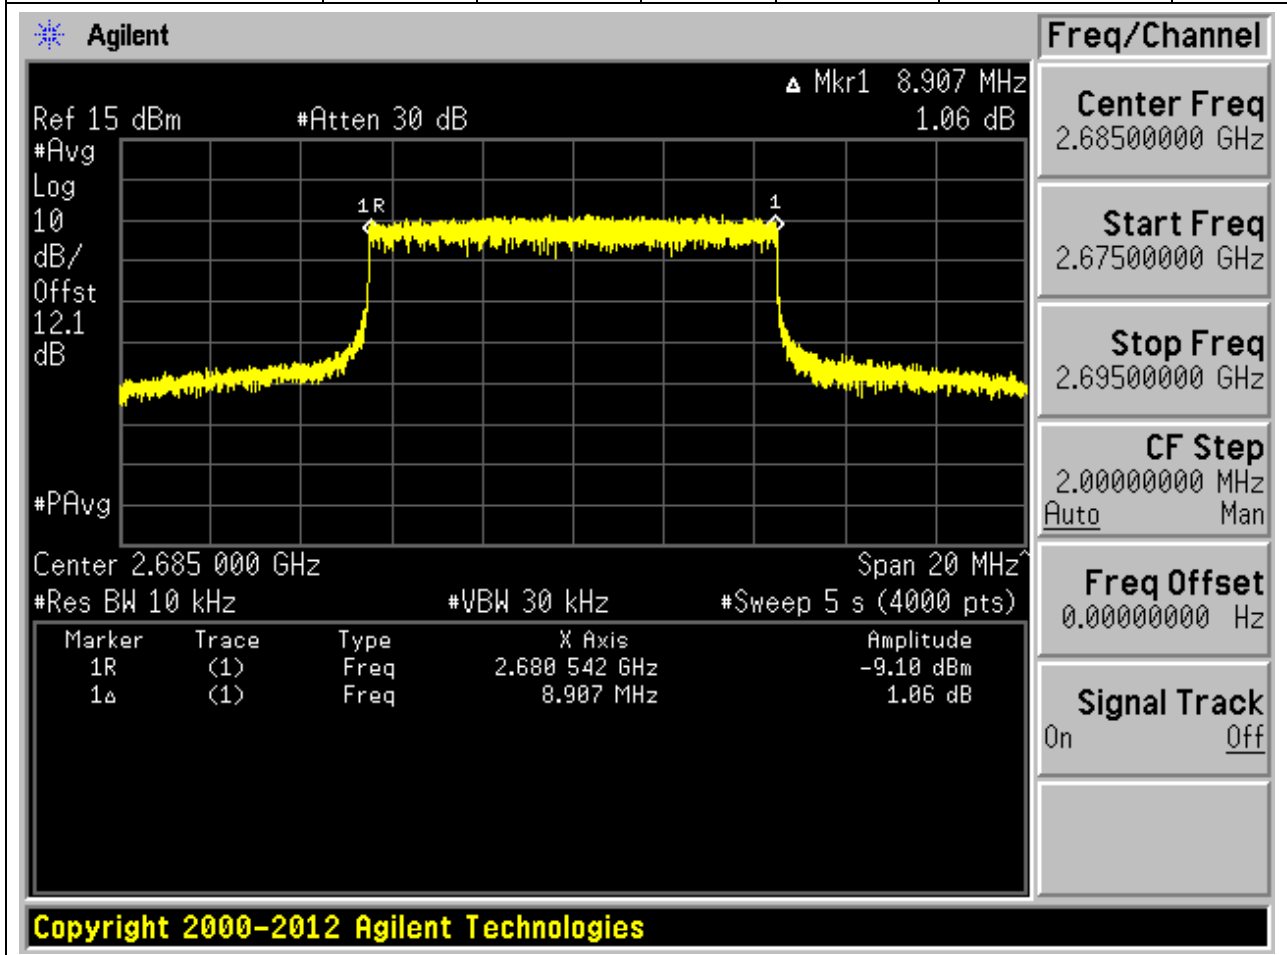 Agilent
Freq/Channel
Δ Mkr1 8.907 MHz
Ref 15 dBm #Atten 30 dB 1.06 dB
#Avg
Log
10
dB/
Offst
12.1
dB
1R
1
#PAvg
Center 2.685 000 GHz Span 20 MHz^
#Res BW 10 kHz #VBW 30 kHz #Sweep 5 s (4000 pts)
Marker Trace Type X Axis Amplitude
1R (1) Freq 2.680 542 GHz -9.10 dBm
1Δ (1) Freq 8.907 MHz 1.06 dB
Center Freq
2.68500000 GHz
Start Freq
2.67500000 GHz
Stop Freq
2.69500000 GHz
CF Step
2.00000000 MHz
Auto Man
Freq Offset
0.00000000 Hz
Signal Track
On Off
Copyright 2000-2012 Agilent Technologies